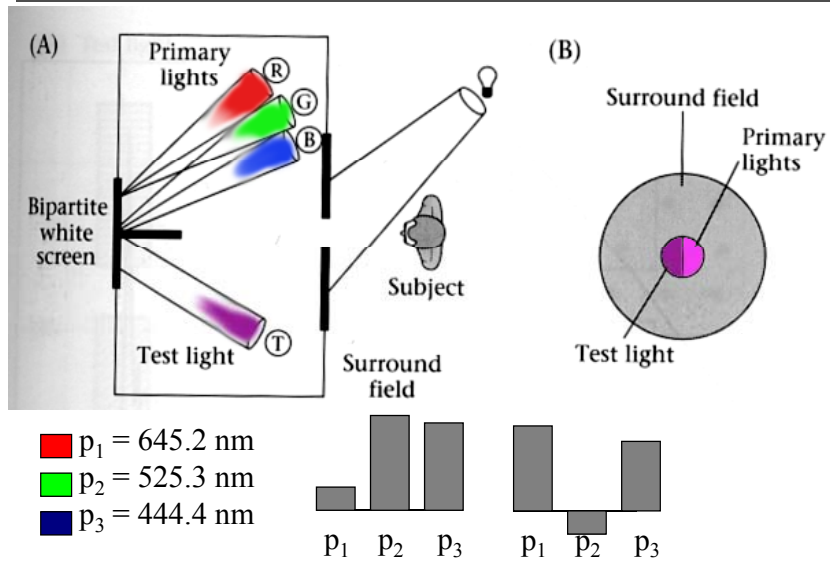 (A)
Primary
lights
R
G
B
Bipartite
white
screen
Test light
T
Subject
Surround
field
(B)
Surround field
Primary
lights
Test light
p₁ = 645.2 nm
p₂ = 525.3 nm
p₃ = 444.4 nm
p₁ p₂ p₃
p₁ p₂ p₃